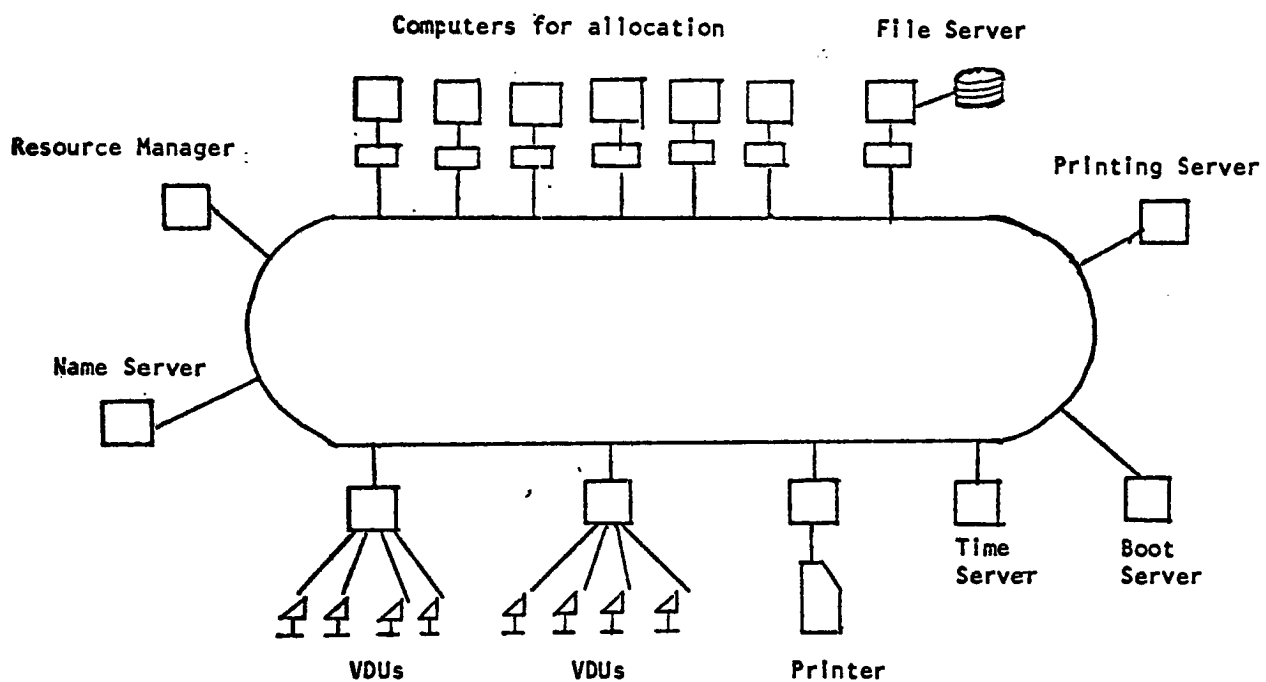 Computers for allocation
File Server
Resource Manager
Printing Server
Name Server
Time
Server
Boot
Server
VDUs
VDUs
Printer